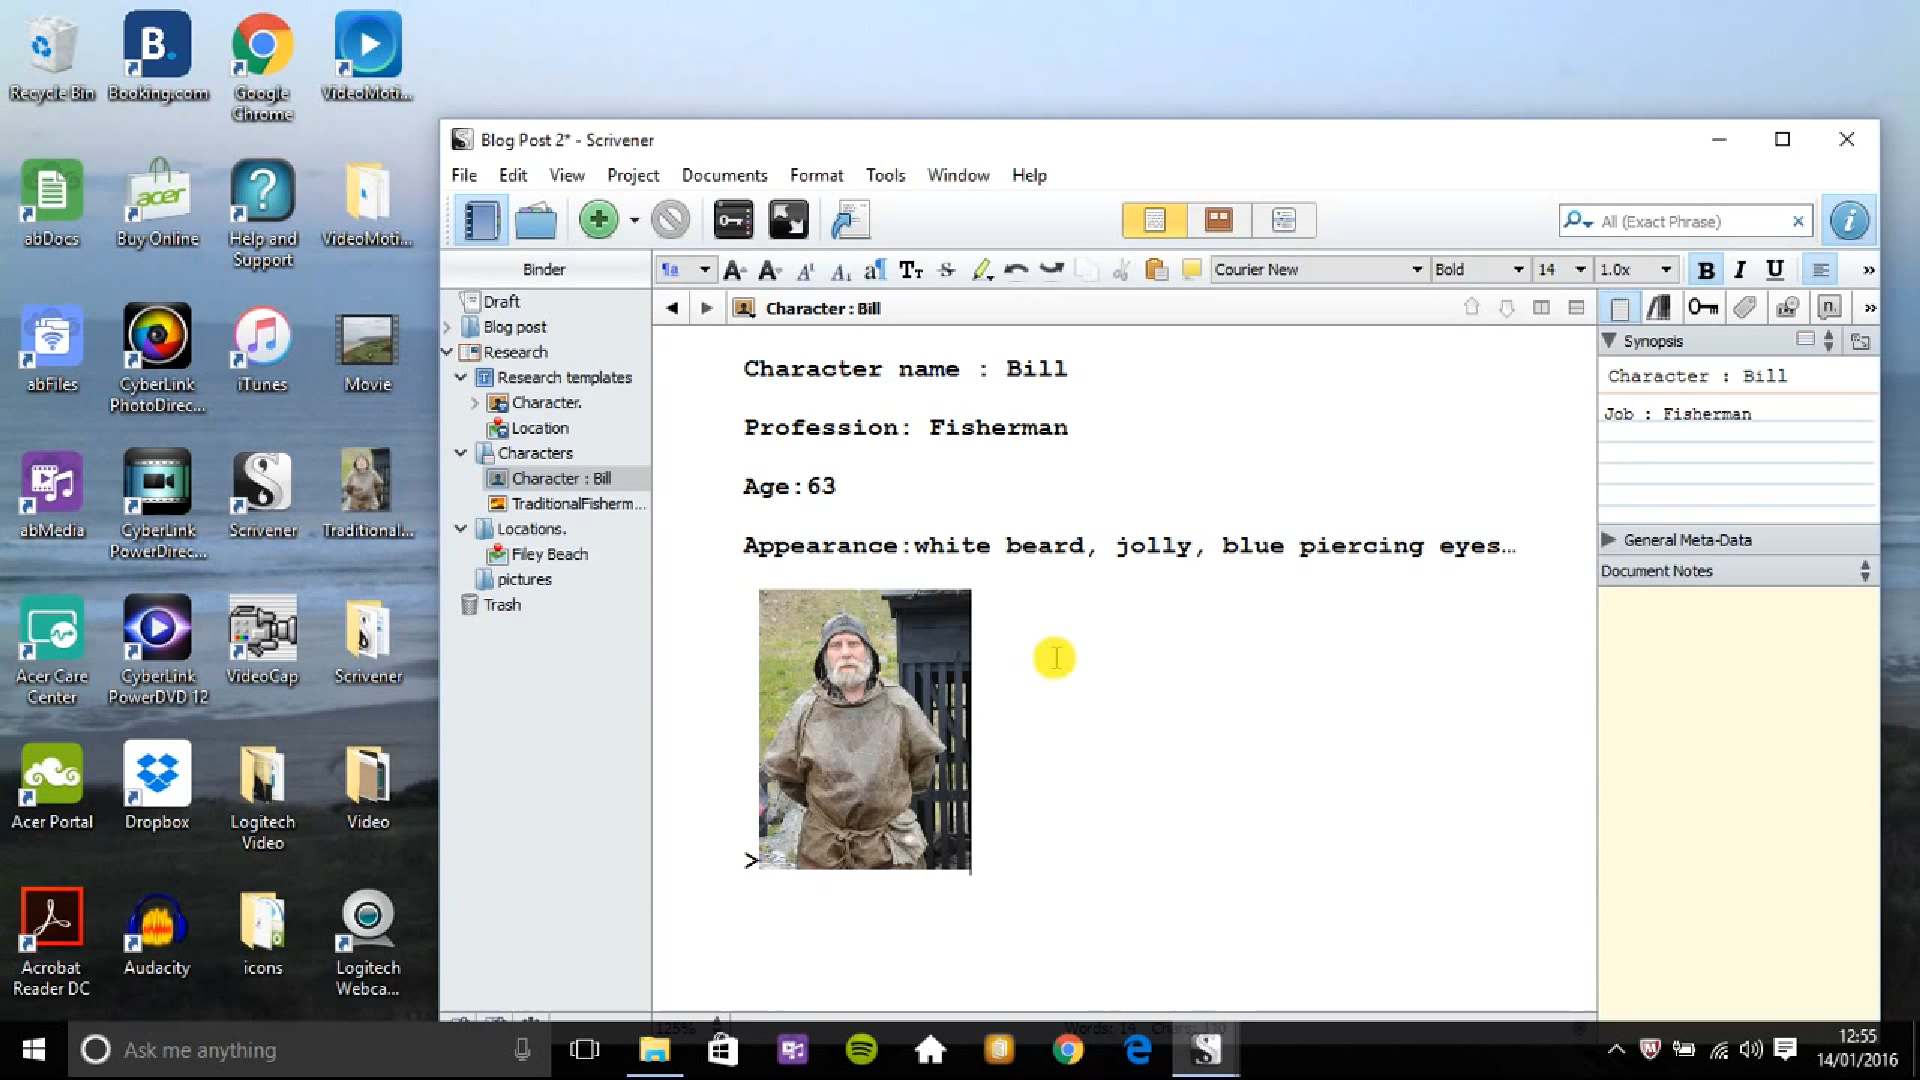 Recycle Bin
Booking.com
Google Chrome
VideoMoti...
abDocs
Buy Online
Help and Support
VideoMoti...
abFiles
CyberLink PhotoDirec...
iTunes
Movie
abMedia
CyberLink PowerDirec...
Scrivener
Traditional...
Acer Care Center
CyberLink PowerDVD 12
VideoGap
Scrivener
Acer Portal
Dropbox
Logitech Video
Video
Acrobat Reader DC
Audacity
icons
Logitech Webca...
Blog Post 2* - Scrivener
File Edit View Project Documents Format Tools Window Help
All (Exact Phrase)
Binder
Courier New Bold 14 1.0x B I U
Draft
Blog post
Research
Research templates
Character.
Location
Characters
Character : Bill
TraditionalFisherm...
Locations.
Filey Beach
pictures
Trash
Character : Bill
Character name : Bill
Profession: Fisherman
Age:63
Appearance:white beard, jolly, blue piercing eyes…
>
Synopsis
Character : Bill
Job : Fisherman
General Meta-Data
Document Notes
125%
Words: 14 Chars: 110
Ask me anything
12:55
14/01/2016